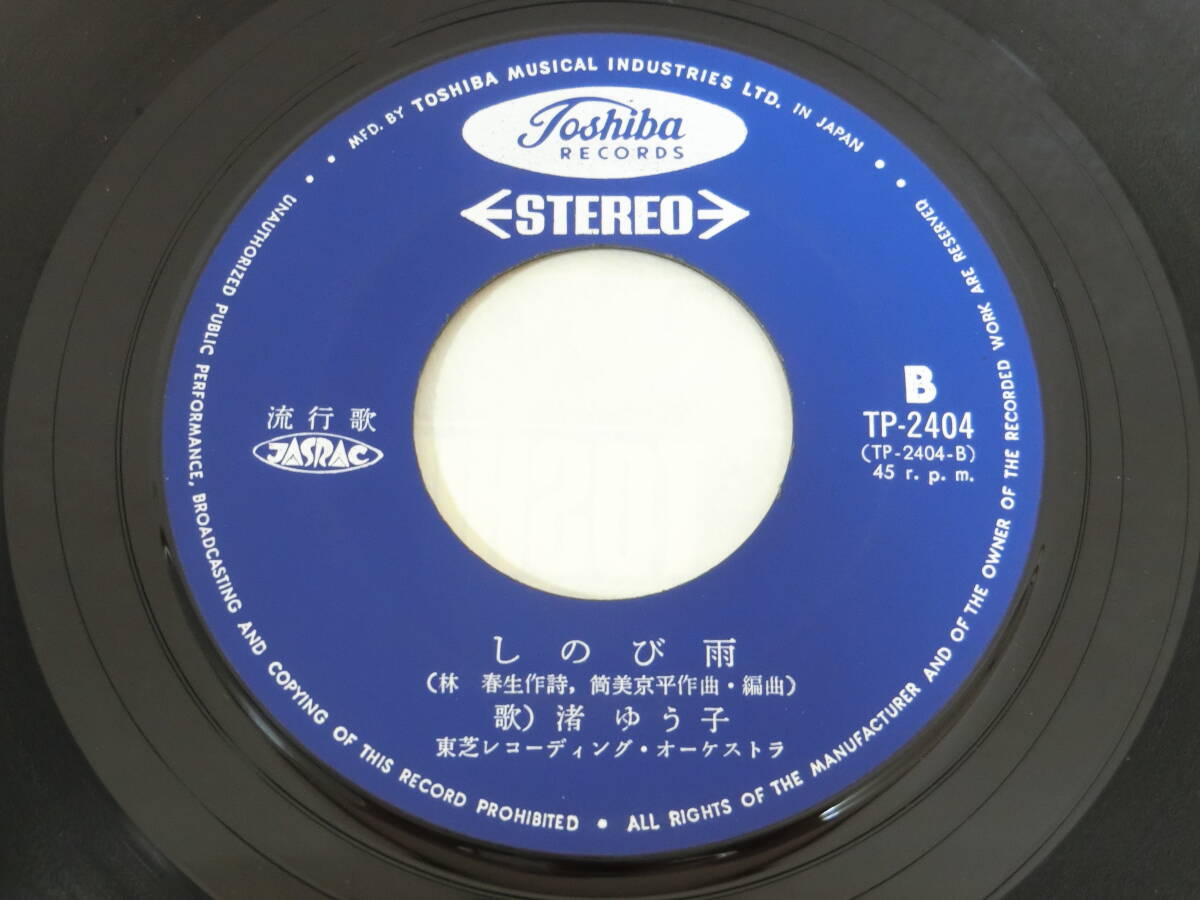 MFD. BY TOSHIBA MUSICAL INDUSTRIES LTD. IN JAPAN
Toshiba
RECORDS
STEREO
流行歌
JASRAC
B
TP-2404
(TP-2404-B)
45 r. p. m.
しのび雨
(林 春生作詩, 筒美京平作曲・編曲)
歌) 渚 ゆう子
東芝レコーディング・オーケストラ
UNAUTHORIZED PUBLIC PERFORMANCE, BROADCASTING AND COPYING OF THIS RECORD PROHIBITED • ALL RIGHTS OF THE MANUFACTURER AND OF THE OWNER OF THE RECORDED WORK ARE RESERVED